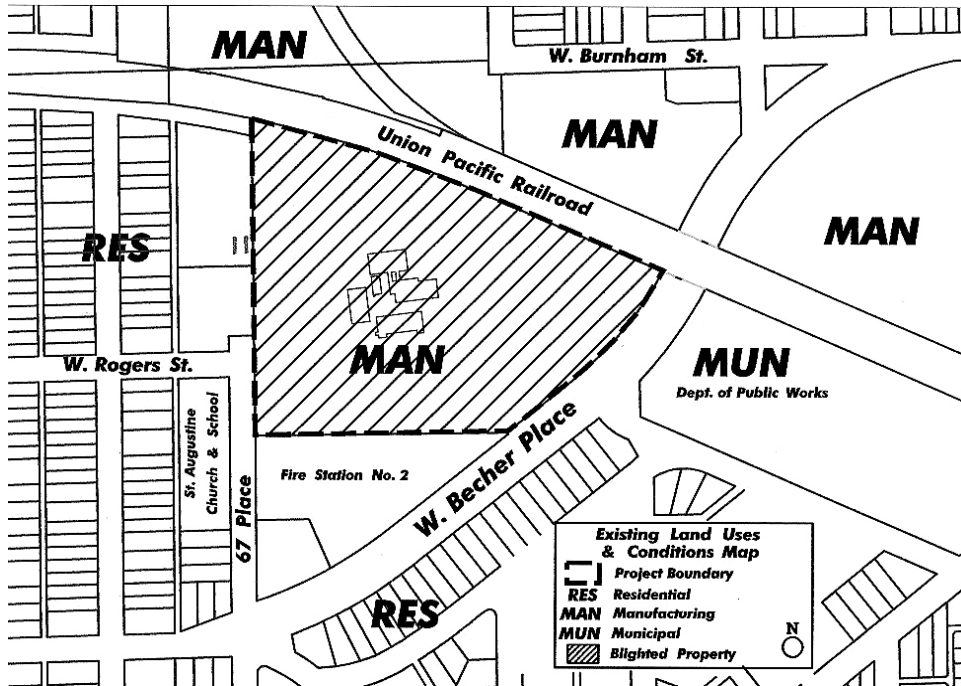 MAN
W. Burnham St.
Union Pacific Railroad
MAN
MAN
RES
W. Rogers St.
MAN
MUN
Dept. of Public Works
St. Augustine
Church & School
67 Place
Fire Station No. 2
W. Becher Place
RES
Existing Land Uses
& Conditions Map
Project Boundary
RES Residential
MAN Manufacturing
MUN Municipal
Blighted Property
N